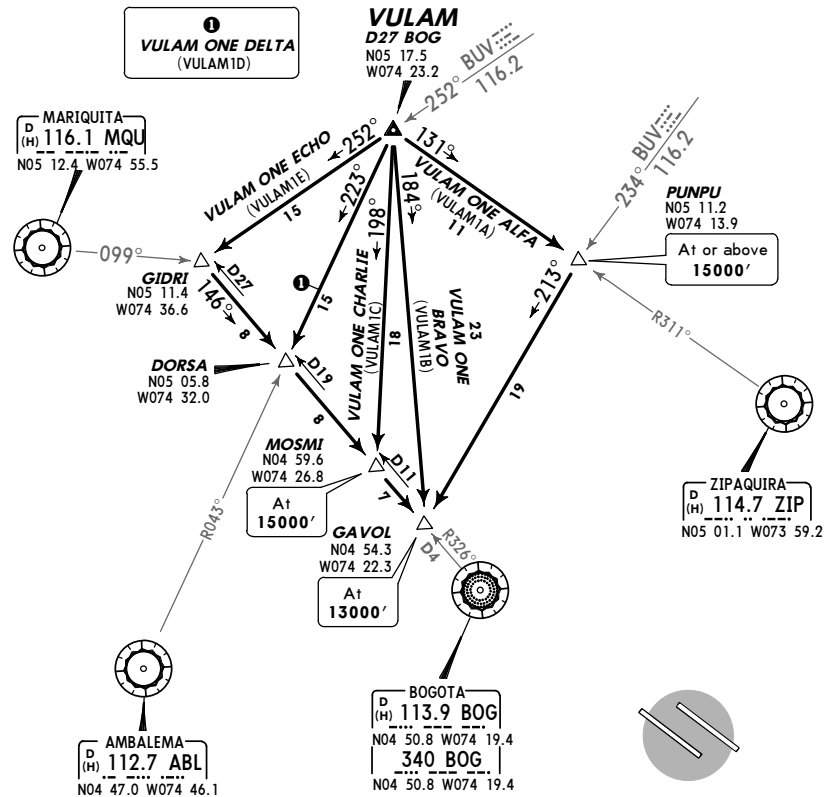 ❶
VULAM ONE DELTA
(VULAM1D)
VULAM
D27 BOG
N05 17.5
W074 23.2
252° BUV
116.2
MARIQUITA
D
(H) 116.1 MQU
N05 12.4 W074 55.5
099°
252°
VULAM ONE ECHO
(VULAM1E)
15
223°
❶
15
198°
VULAM ONE CHARLIE
(VULAM1C)
18
184°
23
VULAM ONE
BRAVO
(VULAM1B)
131°
VULAM ONE ALFA
(VULAM1A)
11
234° BUV
116.2
PUNPU
N05 11.2
W074 13.9
At or above
15000'
213°
19
R311°
GIDRI
N05 11.4
W074 36.6
D27
146°
8
DORSA
N05 05.8
W074 32.0
D19
8
MOSMI
N04 59.6
W074 26.8
At
15000'
D11
7
GAVOL
N04 54.3
W074 22.3
At
13000'
R326°
D4
ZIPAQUIRA
D
(H) 114.7 ZIP
N05 01.1 W073 59.2
R043°
AMBALEMA
D
(H) 112.7 ABL
N04 47.0 W074 46.1
BOGOTA
D
(H) 113.9 BOG
N04 50.8 W074 19.4
340 BOG
N04 50.8 W074 19.4